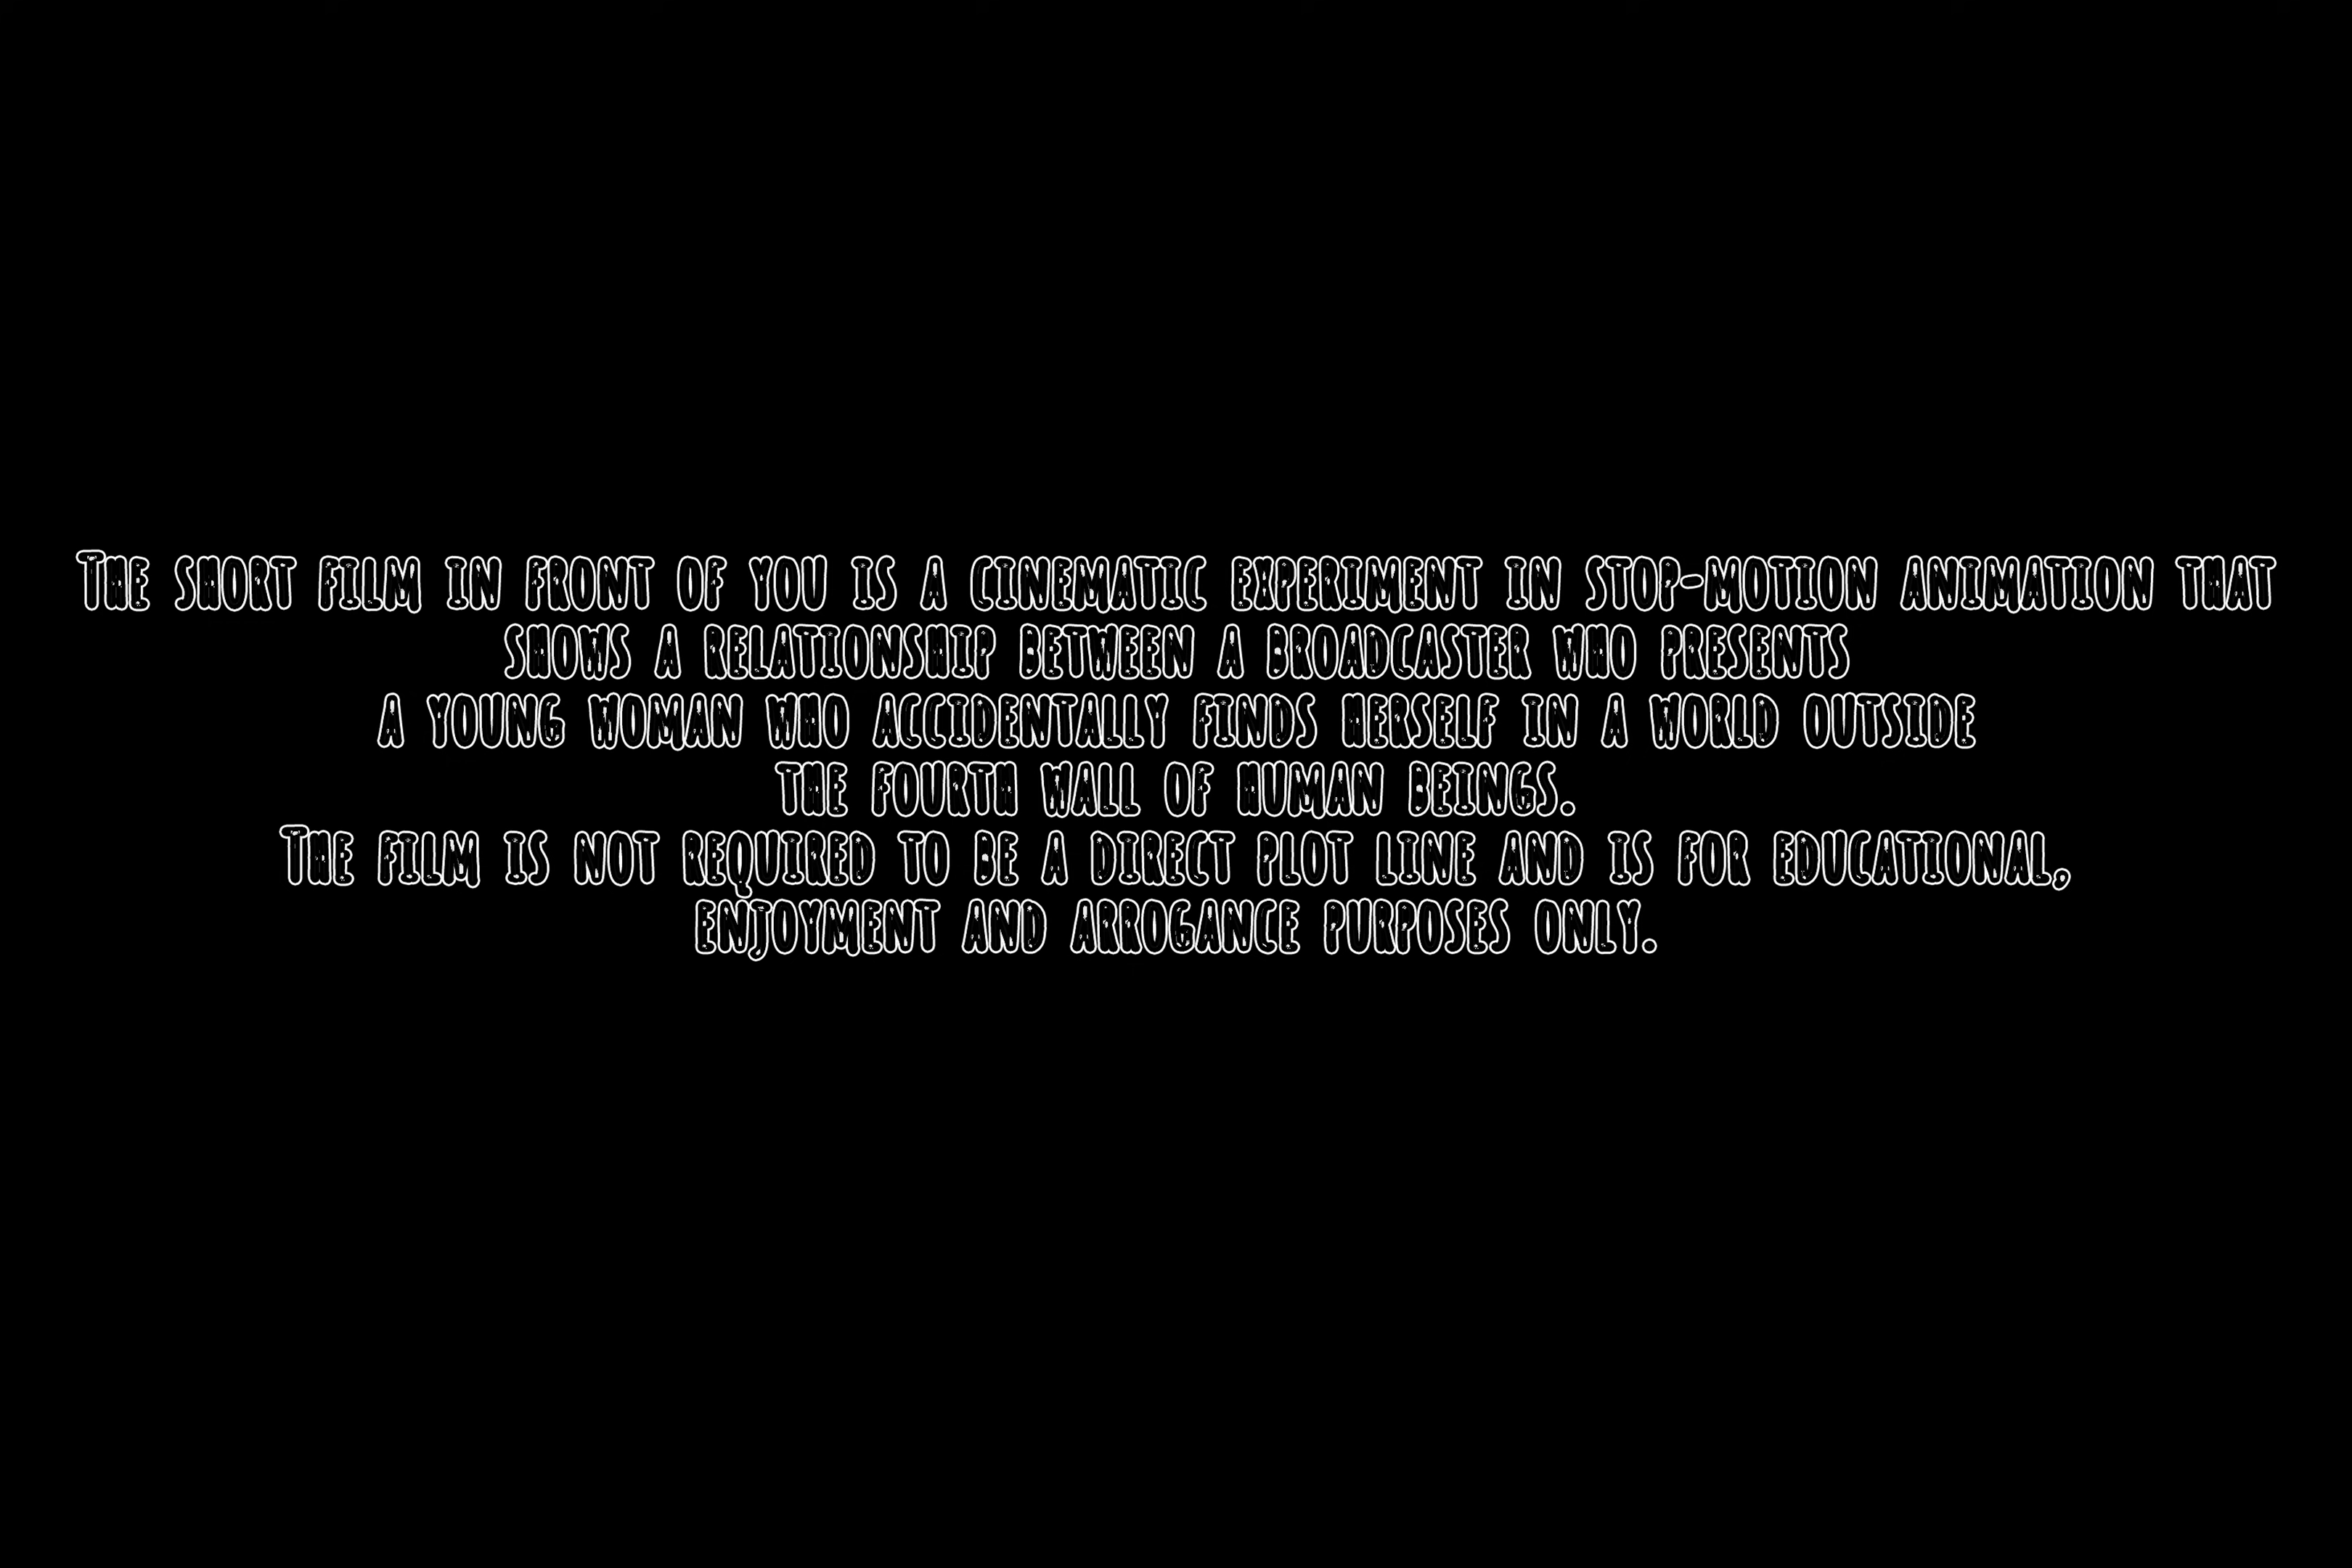 The short film in front of you is a cinematic experiment in stop-motion animation that
shows a relationship between a broadcaster who presents
a young woman who accidentally finds herself in a world outside
the fourth wall of human beings.
The film is not required to be a direct plot line and is for educational,
enjoyment and arrogance purposes only.